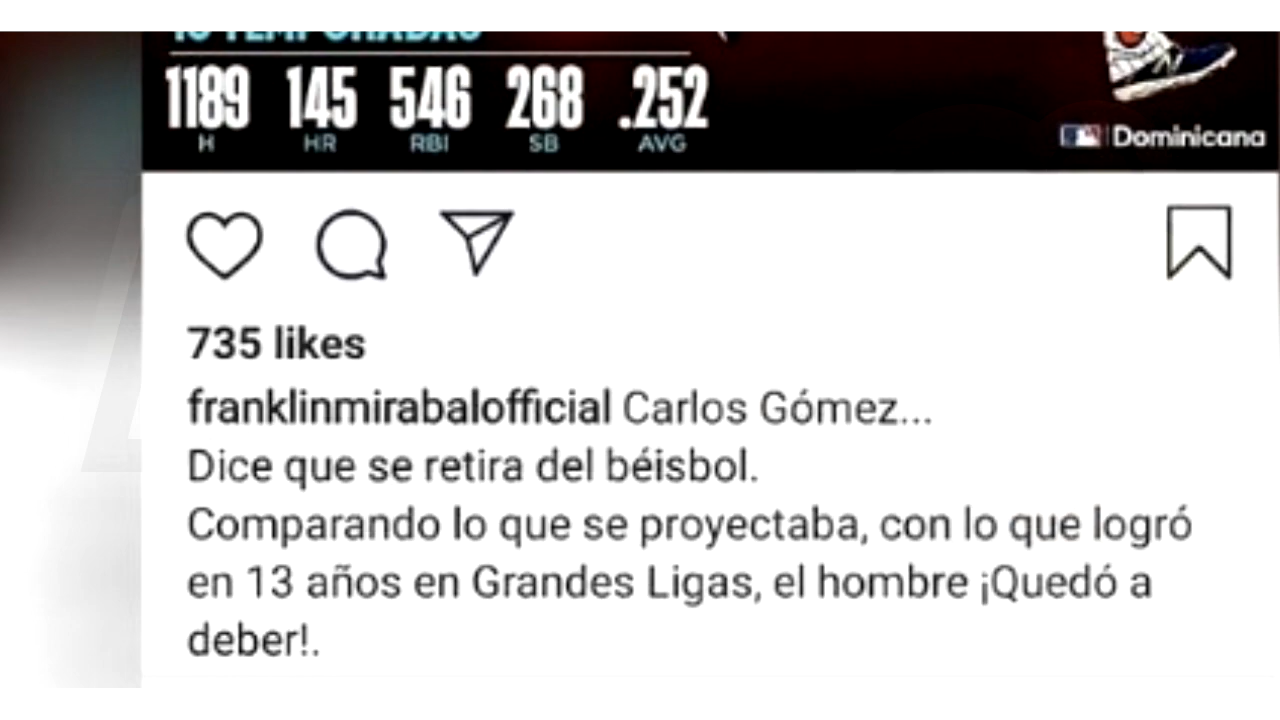 1189 145 546 268 .252
H HR RBI SB AVG
Dominicana
735 likes
franklinmirabalofficial Carlos Gómez...
Dice que se retira del béisbol.
Comparando lo que se proyectaba, con lo que logró
en 13 años en Grandes Ligas, el hombre ¡Quedó a
deber!.